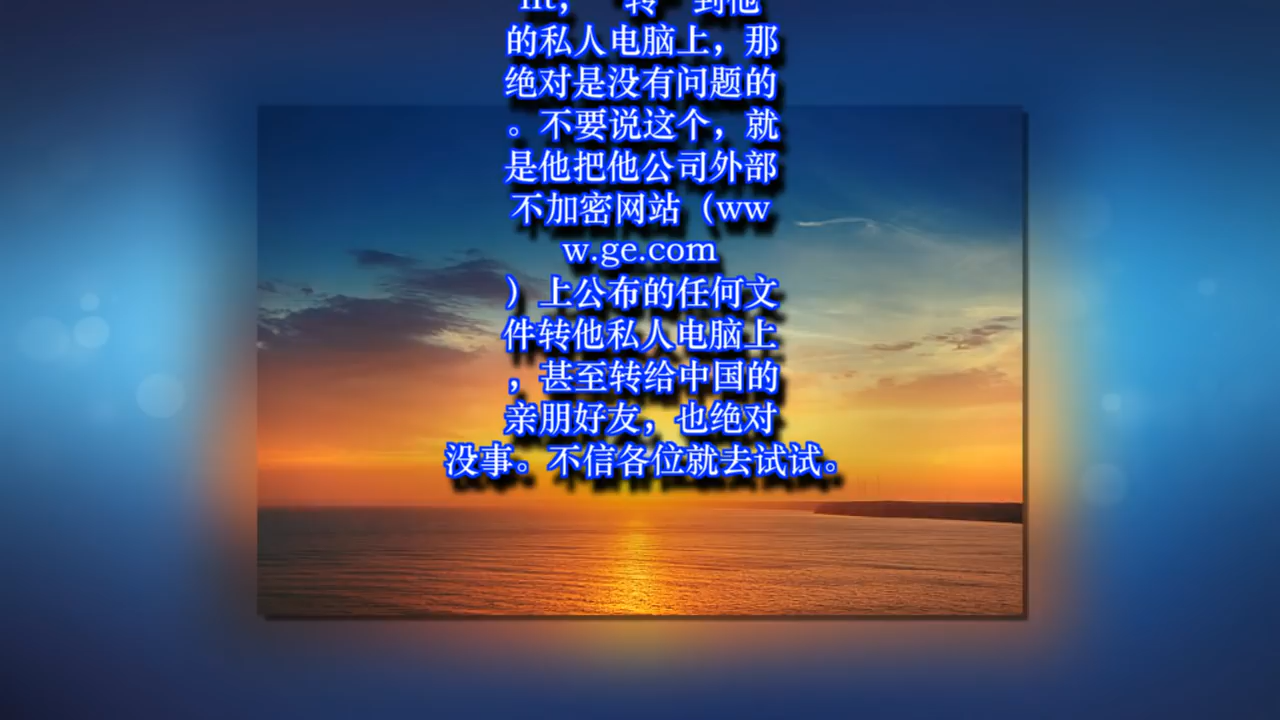 “转”到他
的私人电脑上，那
绝对是没有问题的
。不要说这个，就
是他把他公司外部
不加密网站（ww
w.ge.com
）上公布的任何文
件转他私人电脑上
，甚至转给中国的
亲朋好友，也绝对
没事。不信各位就去试试。